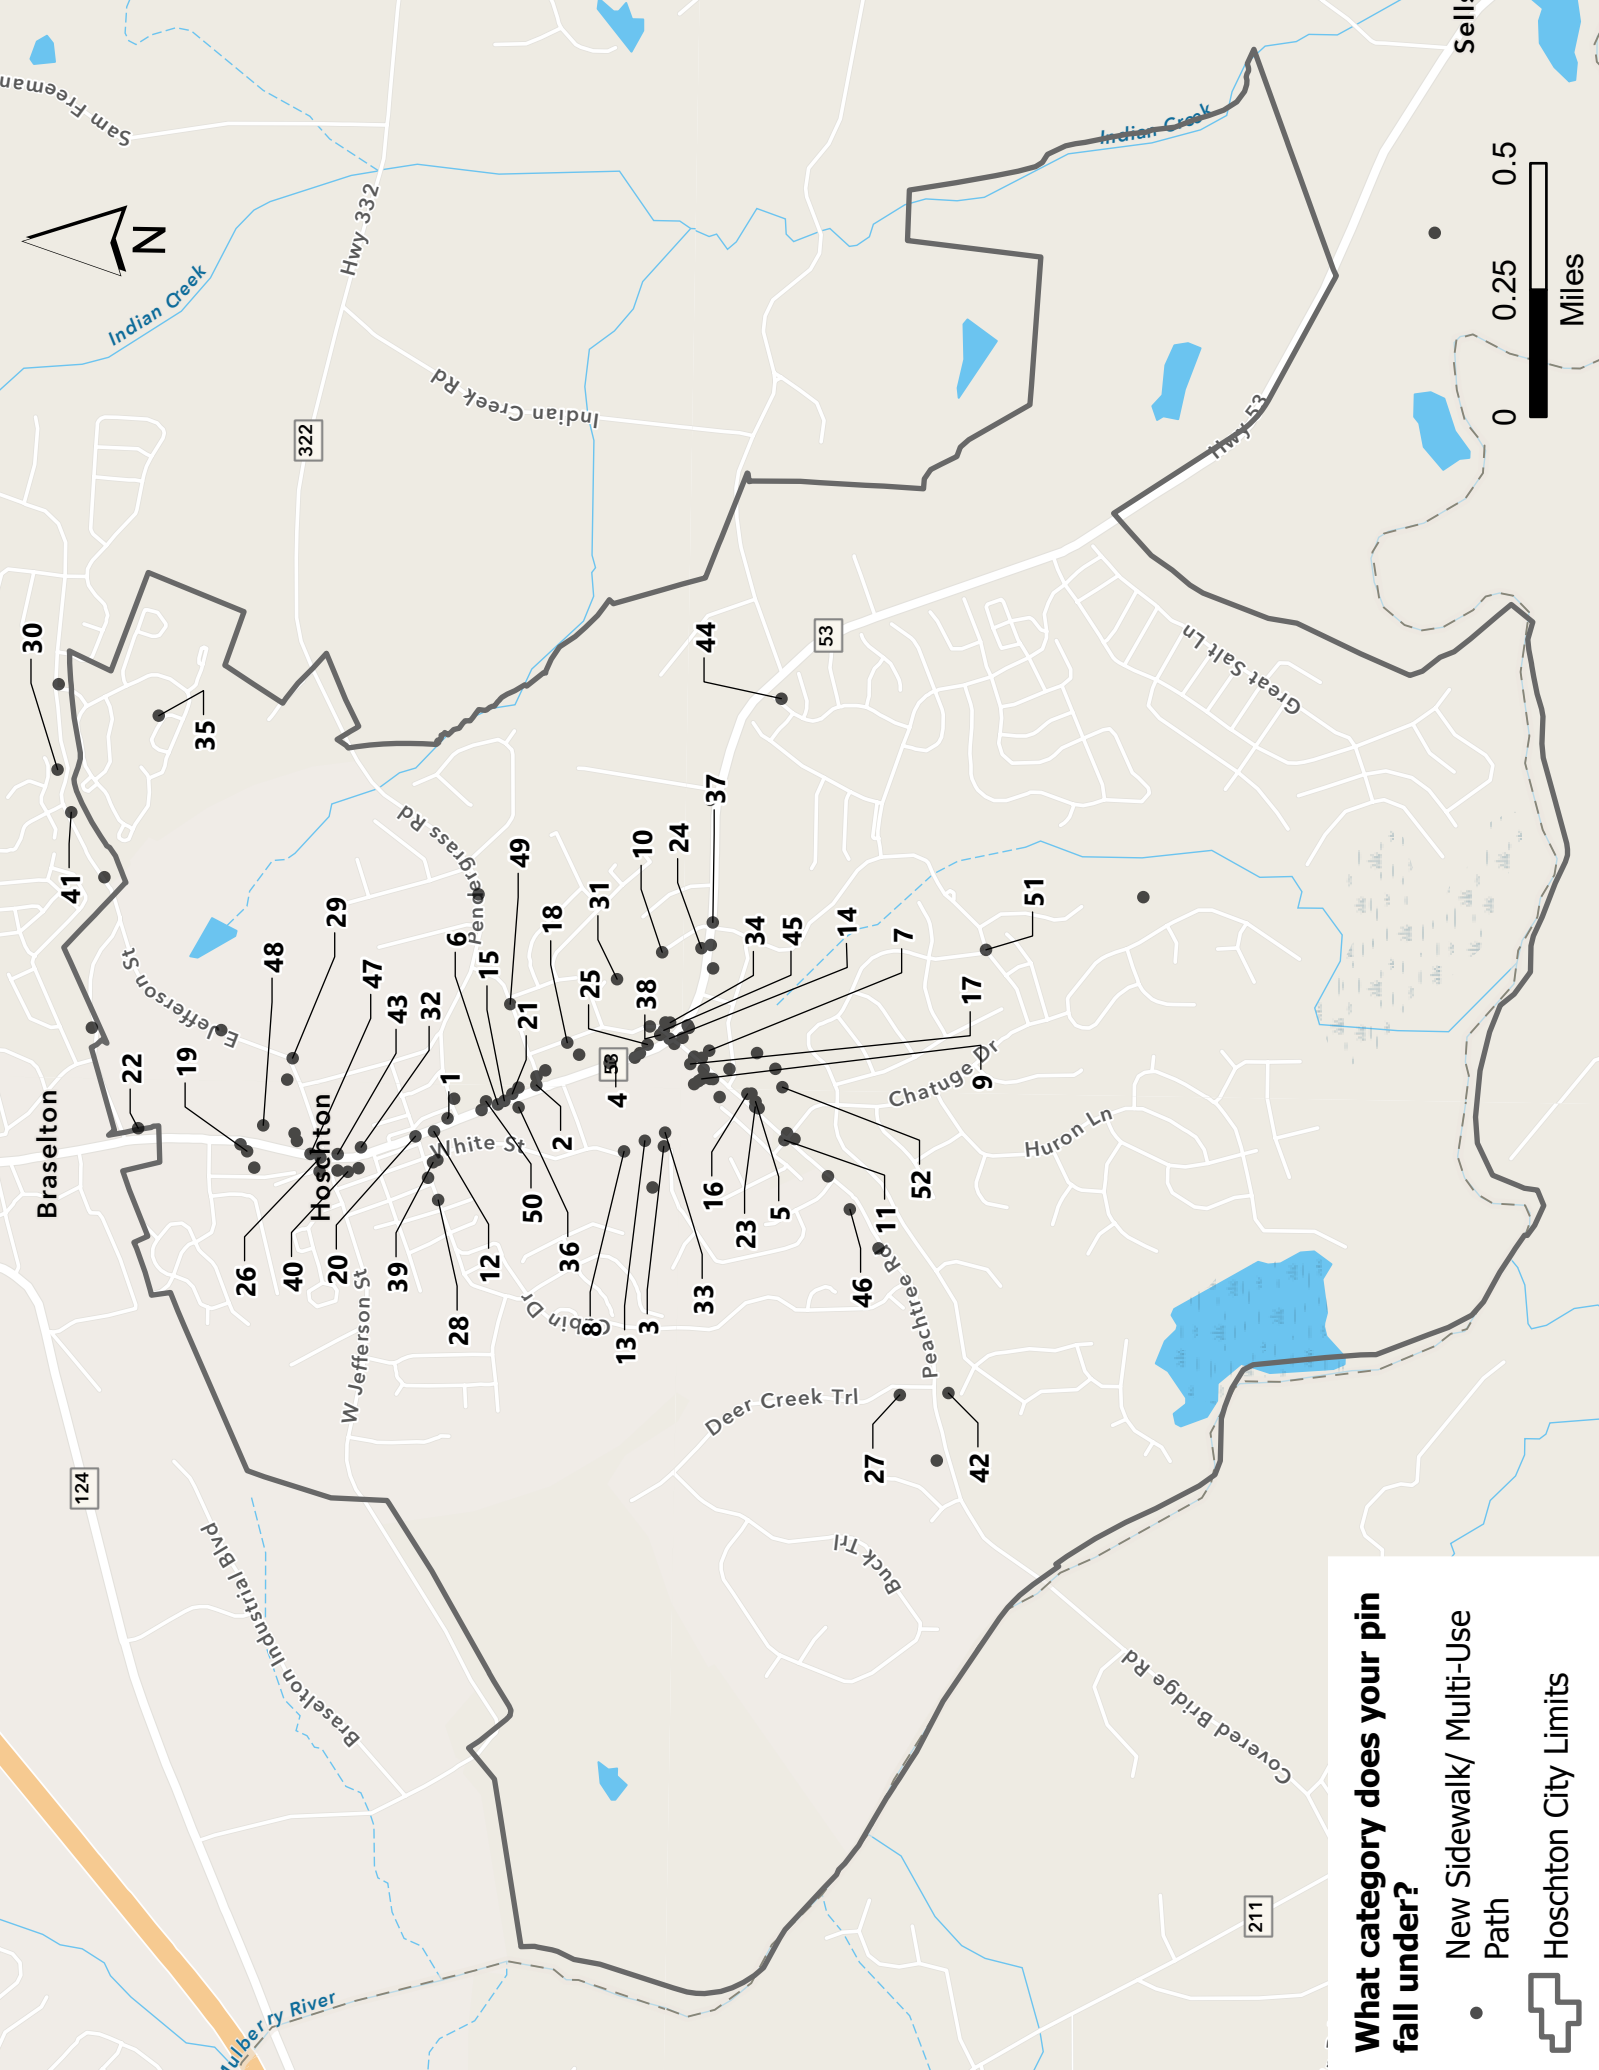 Braselton
Hoschton
Sells
Sam Freeman
Indian Creek
Hwy 332
322
Indian Creek Rd
Indian Creek
Hwy 53
53
Great Salt Ln
Pendergrass Rd
E Jefferson St
White St
53
W Jefferson St
Cabin Dr
Chatuge Dr
Huron Ln
Peachtree Rd
Deer Creek Trl
Buck Trl
124
Braselton Industrial Blvd
Covered Bridge Rd
211
Mulberry River
N
30
41
35
44
37
10
24
31
49
18
6
15
21
25
38
34
45
14
7
17
9
51
29
48
47
43
32
22
19
1
2
4
26
40
20
39
28
12
50
36
8
13
3
33
16
23
5
11
52
46
27
42
0 0.25 0.5
Miles
What category does your pin
fall under?
New Sidewalk/ Multi-Use
Path
Hoschton City Limits